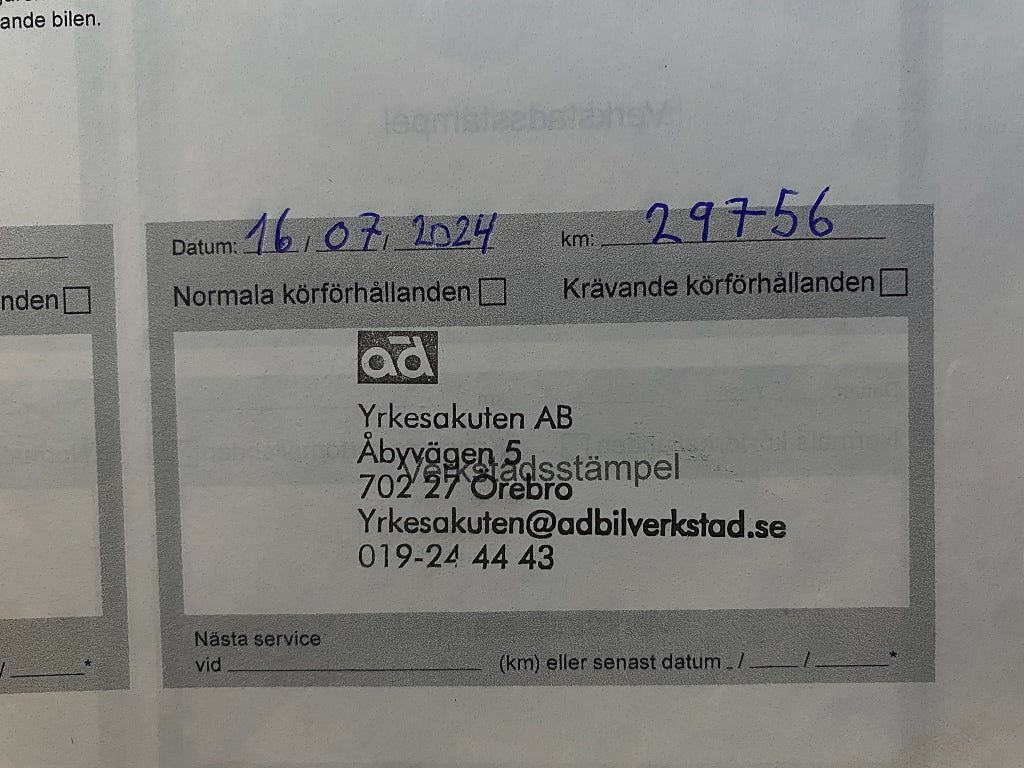 ande bilen.
Verkstadsstämpel
Datum: 16 / 07 / 2024 km: 29756
nden
Normala körförhållanden Krävande körförhållanden
ad
Yrkesakuten AB
Åbyvägen 5
Verkstadsstämpel
702 27 Örebro
Yrkesakuten@adbilverkstad.se
019-24 44 43
Nästa service
vid (km) eller senast datum / / *
/ *